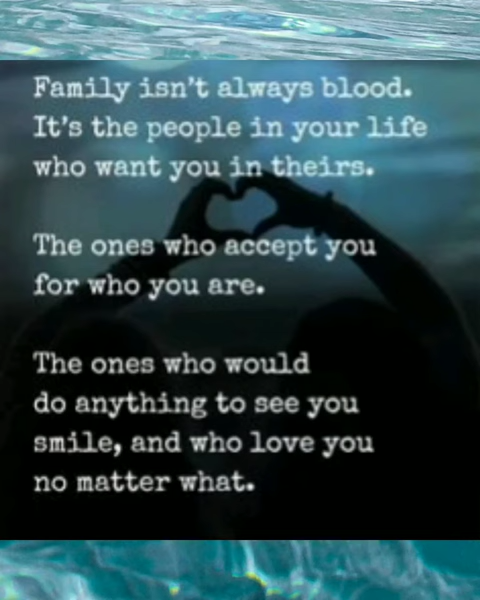 Family isn't always blood.
It's the people in your life
who want you in theirs.
The ones who accept you
for who you are.
The ones who would
do anything to see you
smile, and who love you
no matter what.